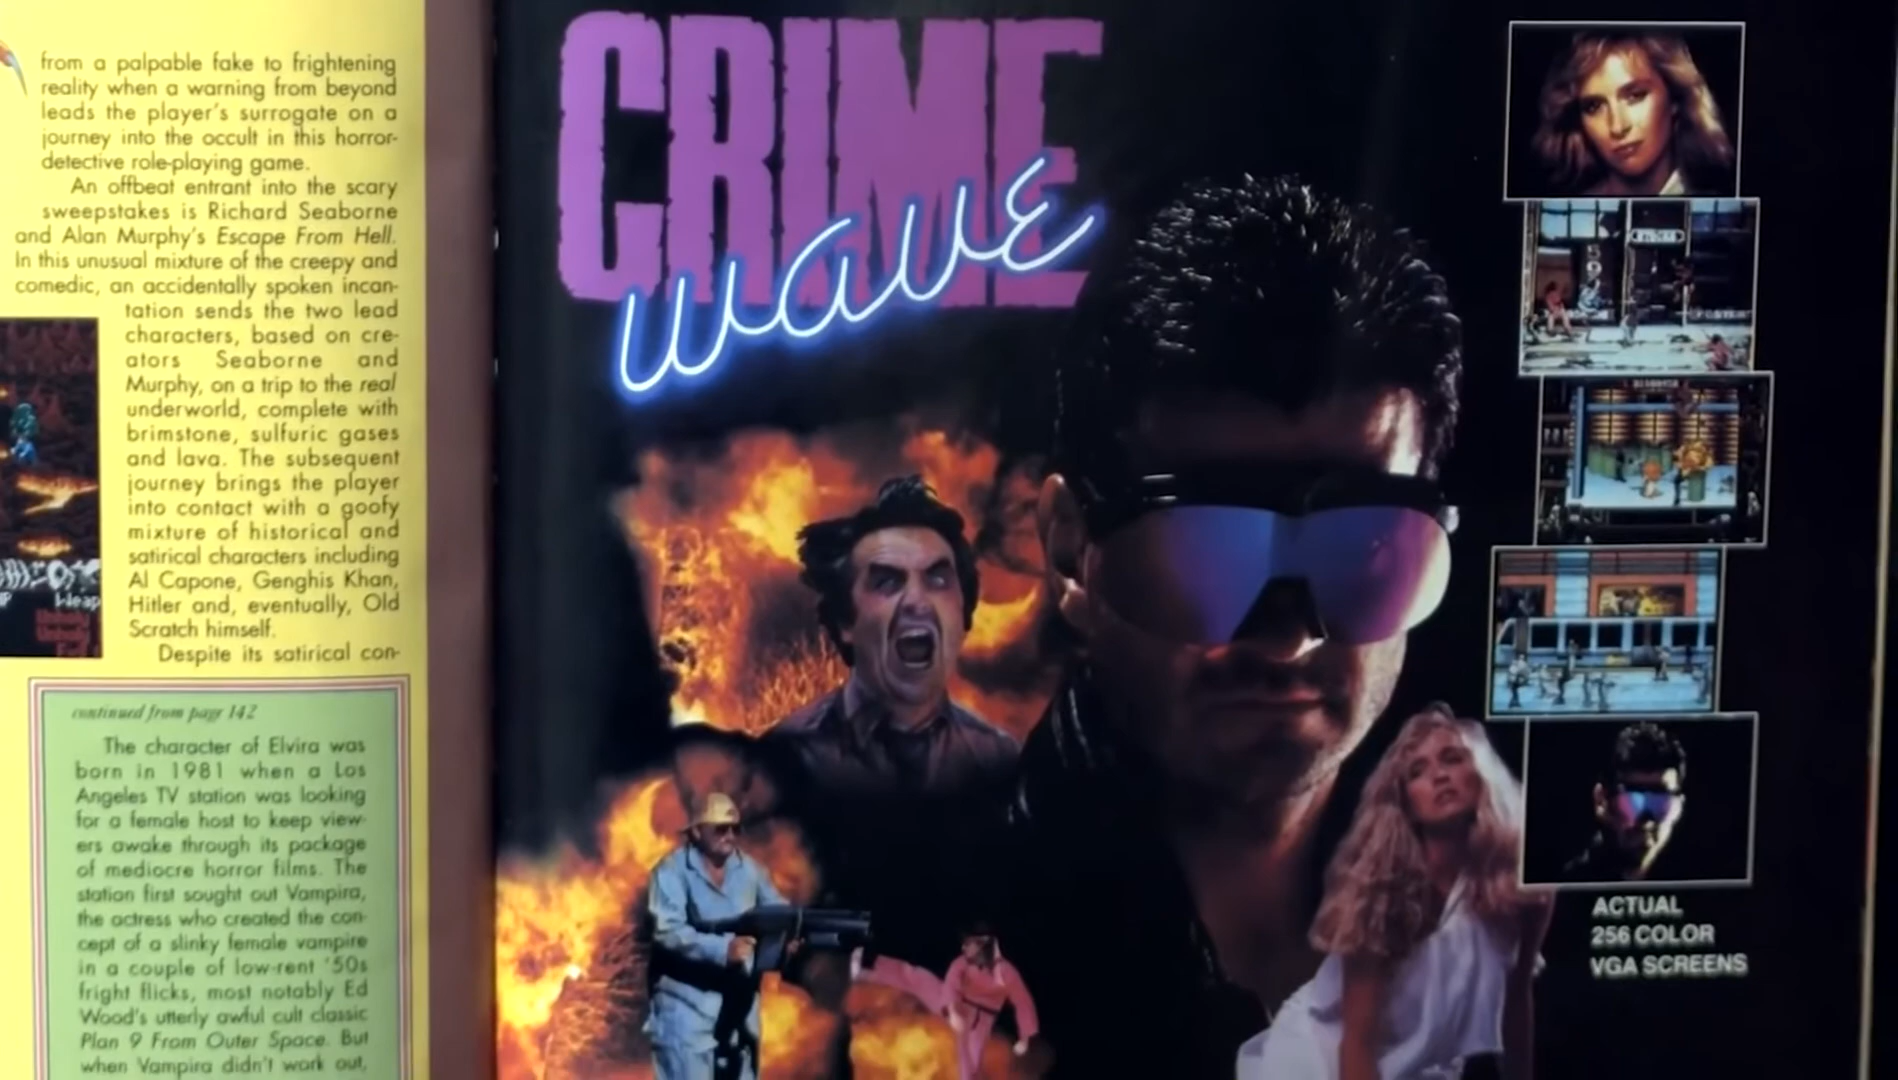 from a palpable fake to frightening
reality when a warning from beyond
leads the player's surrogate on a
journey into the occult in this horror-
detective role-playing game.
An offbeat entrant into the scary
sweepstakes is Richard Seaborne
and Alan Murphy's Escape From Hell.
In this unusual mixture of the creepy and
comedic, an accidentally spoken incan-
tation sends the two lead
characters, based on cre-
ators Seaborne and
Murphy, on a trip to the real
underworld, complete with
brimstone, sulfuric gases
and lava. The subsequent
journey brings the player
into contact with a goofy
mixture of historical and
satirical characters including
Al Capone, Genghis Khan,
Hitler and, eventually, Old
Scratch himself.
Despite its satirical con-
continued from page 142
The character of Elvira was
born in 1981 when a Los
Angeles TV station was looking
for a female host to keep view-
ers awake through its package
of mediocre horror films. The
station first sought out Vampira,
the actress who created the con-
cept of a slinky female vampire
in a couple of low-rent '50s
fright flicks, most notably Ed
Wood's utterly awful cult classic
Plan 9 From Outer Space. But
when Vampira didn't work out,
CRIME
wave
ACTUAL
256 COLOR
VGA SCREENS